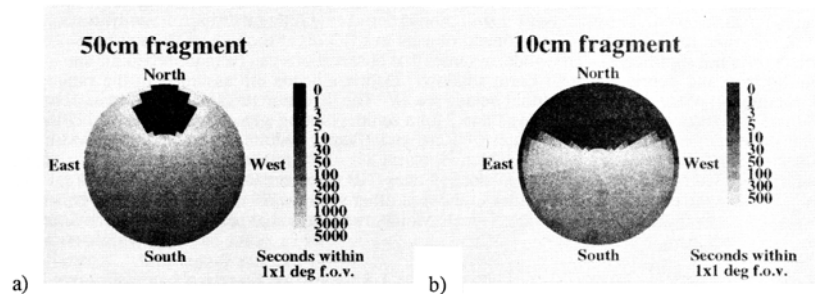 50cm fragment
North
East
West
South
0
1
3
5
10
30
50
100
300
500
1000
3000
5000
Seconds within
1x1 deg f.o.v.
a)
10cm fragment
North
East
West
South
0
1
3
5
10
30
50
100
300
500
Seconds within
1x1 deg f.o.v.
b)